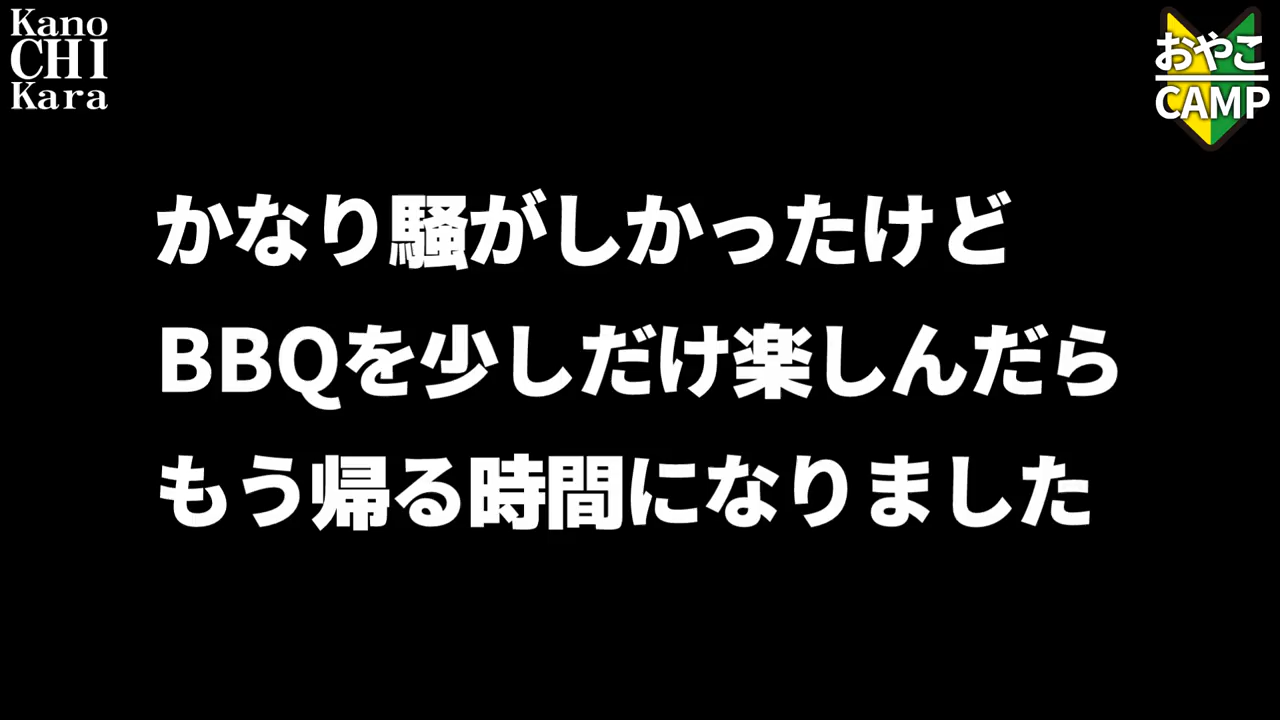 Kano
CHI
Kara
おやこ
CAMP
かなり騒がしかったけど
BBQを少しだけ楽しんだら
もう帰る時間になりました